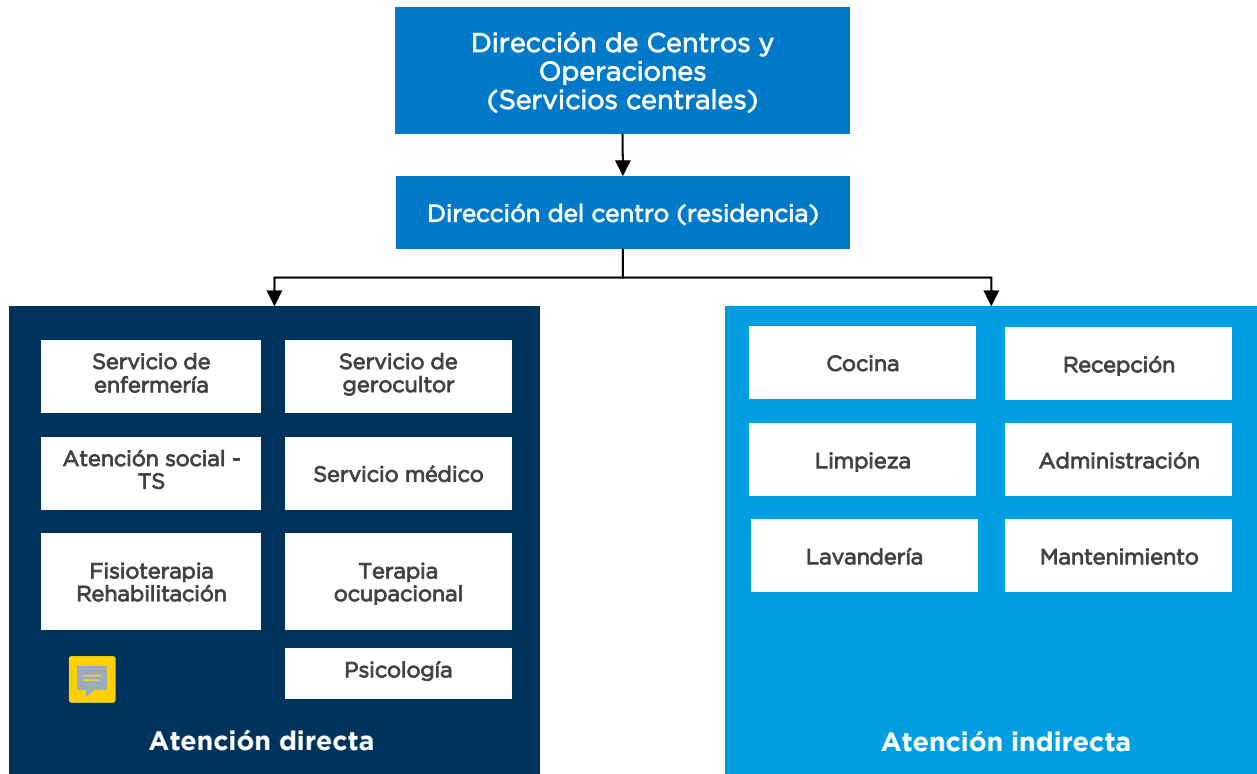 Dirección de Centros y
Operaciones
(Servicios centrales)
Dirección del centro (residencia)
Servicio de
enfermería
Servicio de
gerocultor
Atención social -
TS
Servicio médico
Fisioterapia
Rehabilitación
Terapia
ocupacional
Psicología
Atención directa
Cocina
Recepción
Limpieza
Administración
Lavandería
Mantenimiento
Atención indirecta